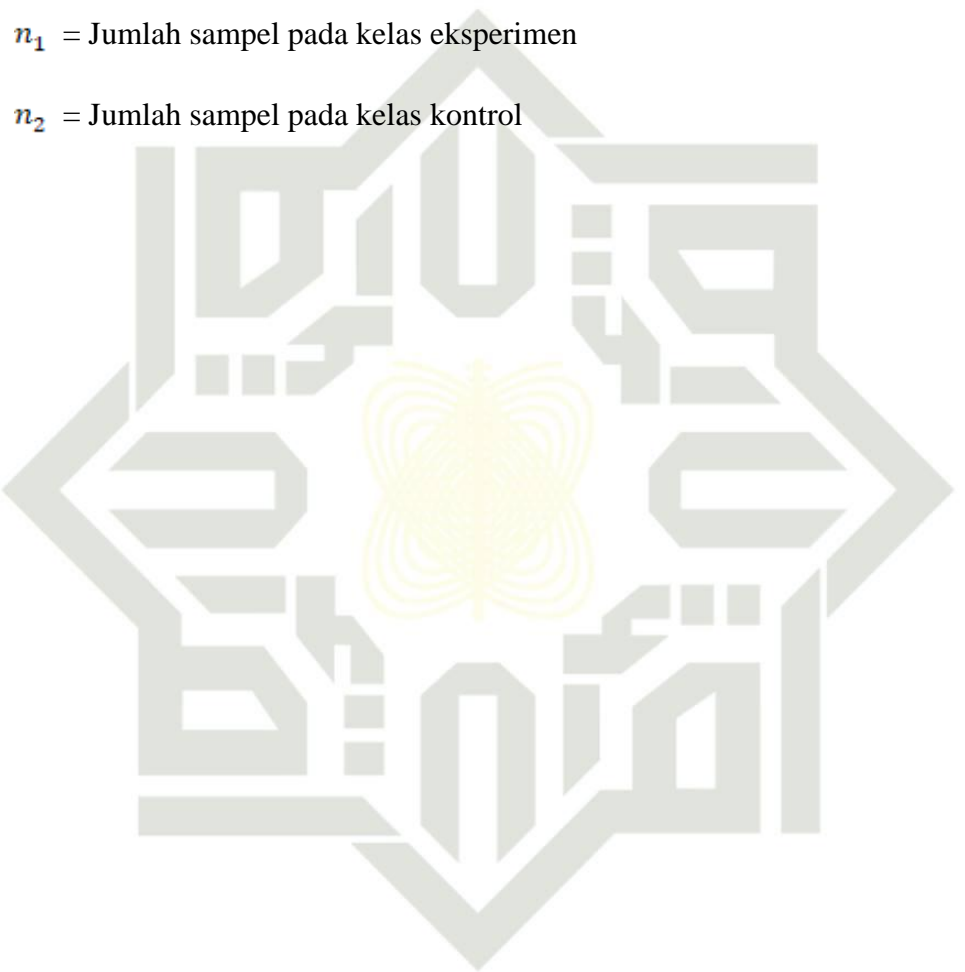 n₁ = Jumlah sampel pada kelas eksperimen
n₂ = Jumlah sampel pada kelas kontrol